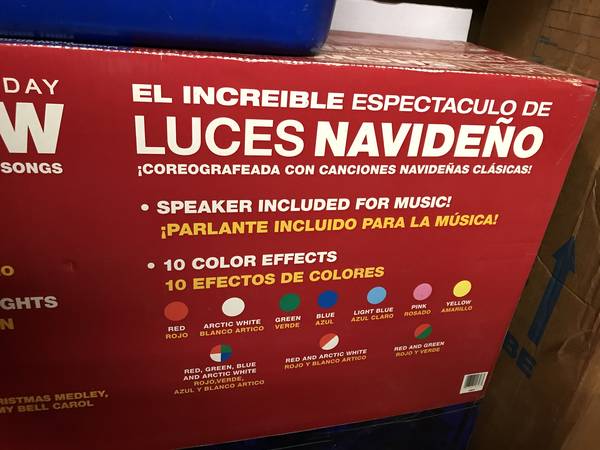 DAY
W
SONGS
EL INCREIBLE ESPECTACULO DE
LUCES NAVIDEÑO
¡COREOGRAFEADA CON CANCIONES NAVIDEÑAS CLÁSICAS!
• SPEAKER INCLUDED FOR MUSIC!
¡PARLANTE INCLUIDO PARA LA MÚSICA!
• 10 COLOR EFFECTS
10 EFECTOS DE COLORES
RED
ROJO
ARCTIC WHITE
BLANCO ARTICO
GREEN
VERDE
BLUE
AZUL
LIGHT BLUE
AZUL CLARO
PINK
ROSADO
YELLOW
AMARILLO
RED, GREEN, BLUE
AND ARCTIC WHITE
ROJO,VERDE,
AZUL Y BLANCO ARTICO
RED AND ARCTIC WHITE
ROJO Y BLANCO ARTICO
RED AND GREEN
ROJO Y VERDE
O
GHTS
N
RISTMAS MEDLEY,
MY BELL CAROL
BE